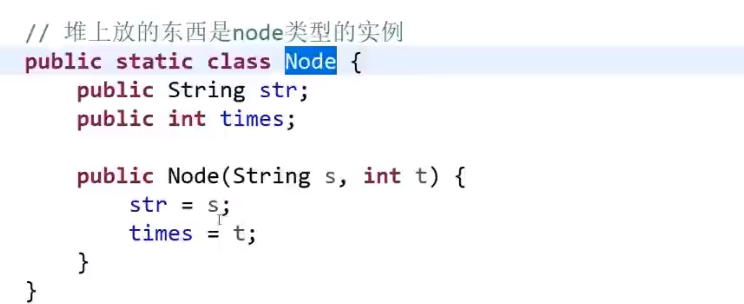 // 堆上放的东西是node类型的实例
public static class Node {
public String str;
public int times;
public Node(String s, int t) {
str = s;
times = t;
}
}